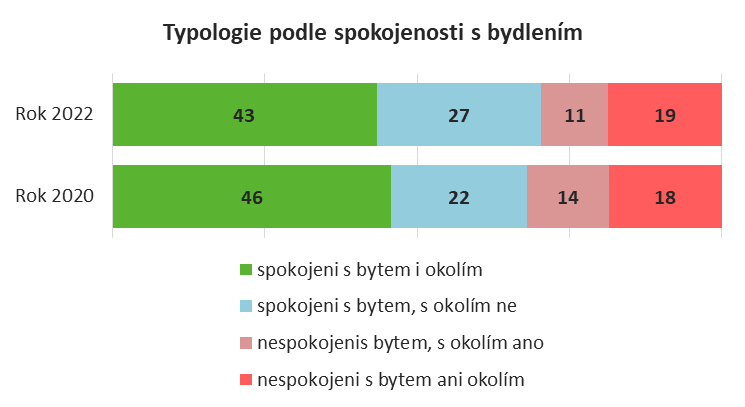 Typologie podle spokojenosti s bydlením
Rok 2022 43 27 11 19
Rok 2020 46 22 14 18
spokojeni s bytem i okolím
spokojeni s bytem, s okolím ne
nespokojenis bytem, s okolím ano
nespokojeni s bytem ani okolím